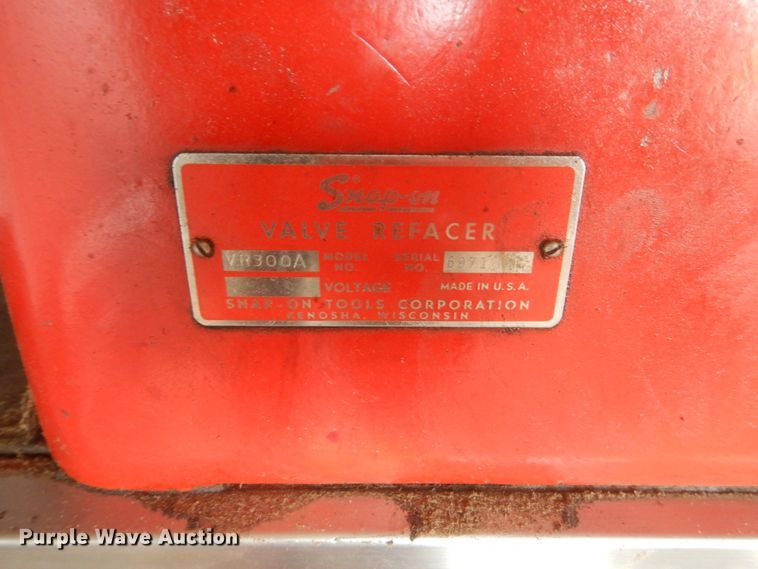 Snap-on
VALVE REFACER
VR300A MODEL NO. SERIAL NO.
VOLTAGE MADE IN U.S.A.
SNAP-ON TOOLS CORPORATION
KENOSHA, WISCONSIN
Purple Wave Auction